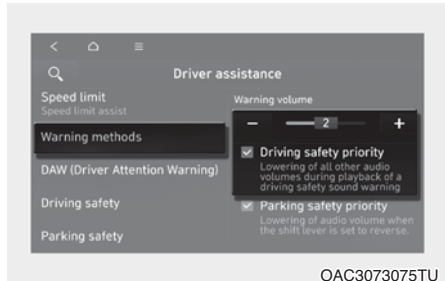 Driver assistance
Speed limit
Speed limit assist
Warning methods
DAW (Driver Attention Warning)
Driving safety
Parking safety
Warning volume
− 2 +
Driving safety priority
Lowering of all other audio
volumes during playback of a
driving safety sound warning
Parking safety priority
Lowering of audio volume when
the shift lever is set to reverse.
OAC3073075TU